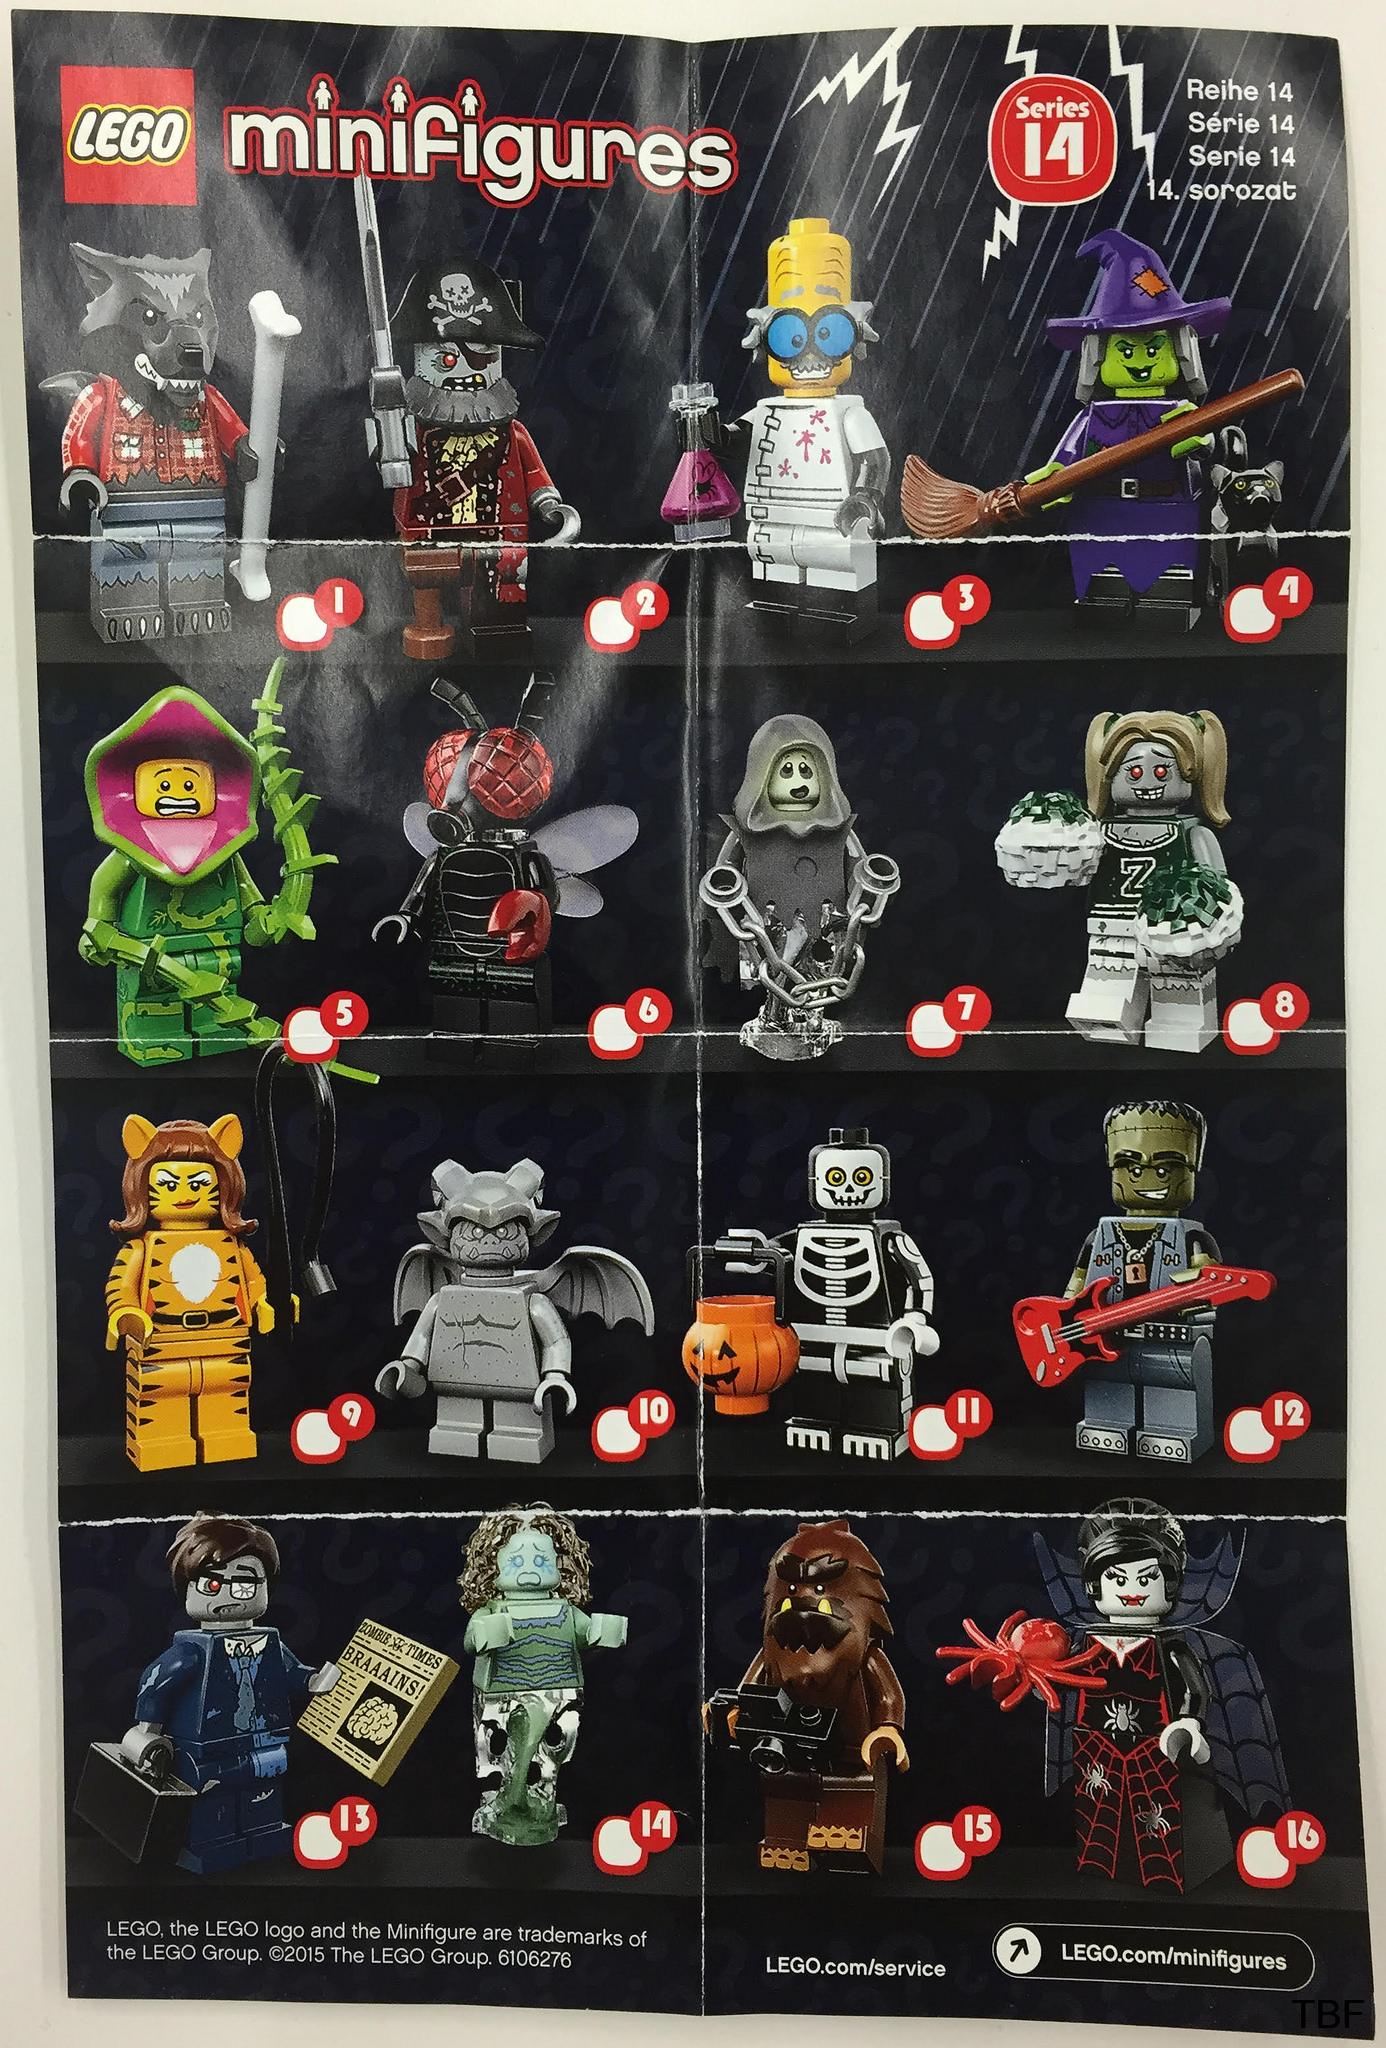 LEGO
minifigures
Series
14
Reihe 14
Série 14
Serie 14
14. sorozat
1
2
3
4
5
6
7
8
Z
9
10
11
12
ZOMBIE TIMES
BRAAAINS!
13
14
15
16
LEGO, the LEGO logo and the Minifigure are trademarks of
the LEGO Group. ©2015 The LEGO Group. 6106276
LEGO.com/service
LEGO.com/minifigures
TBF